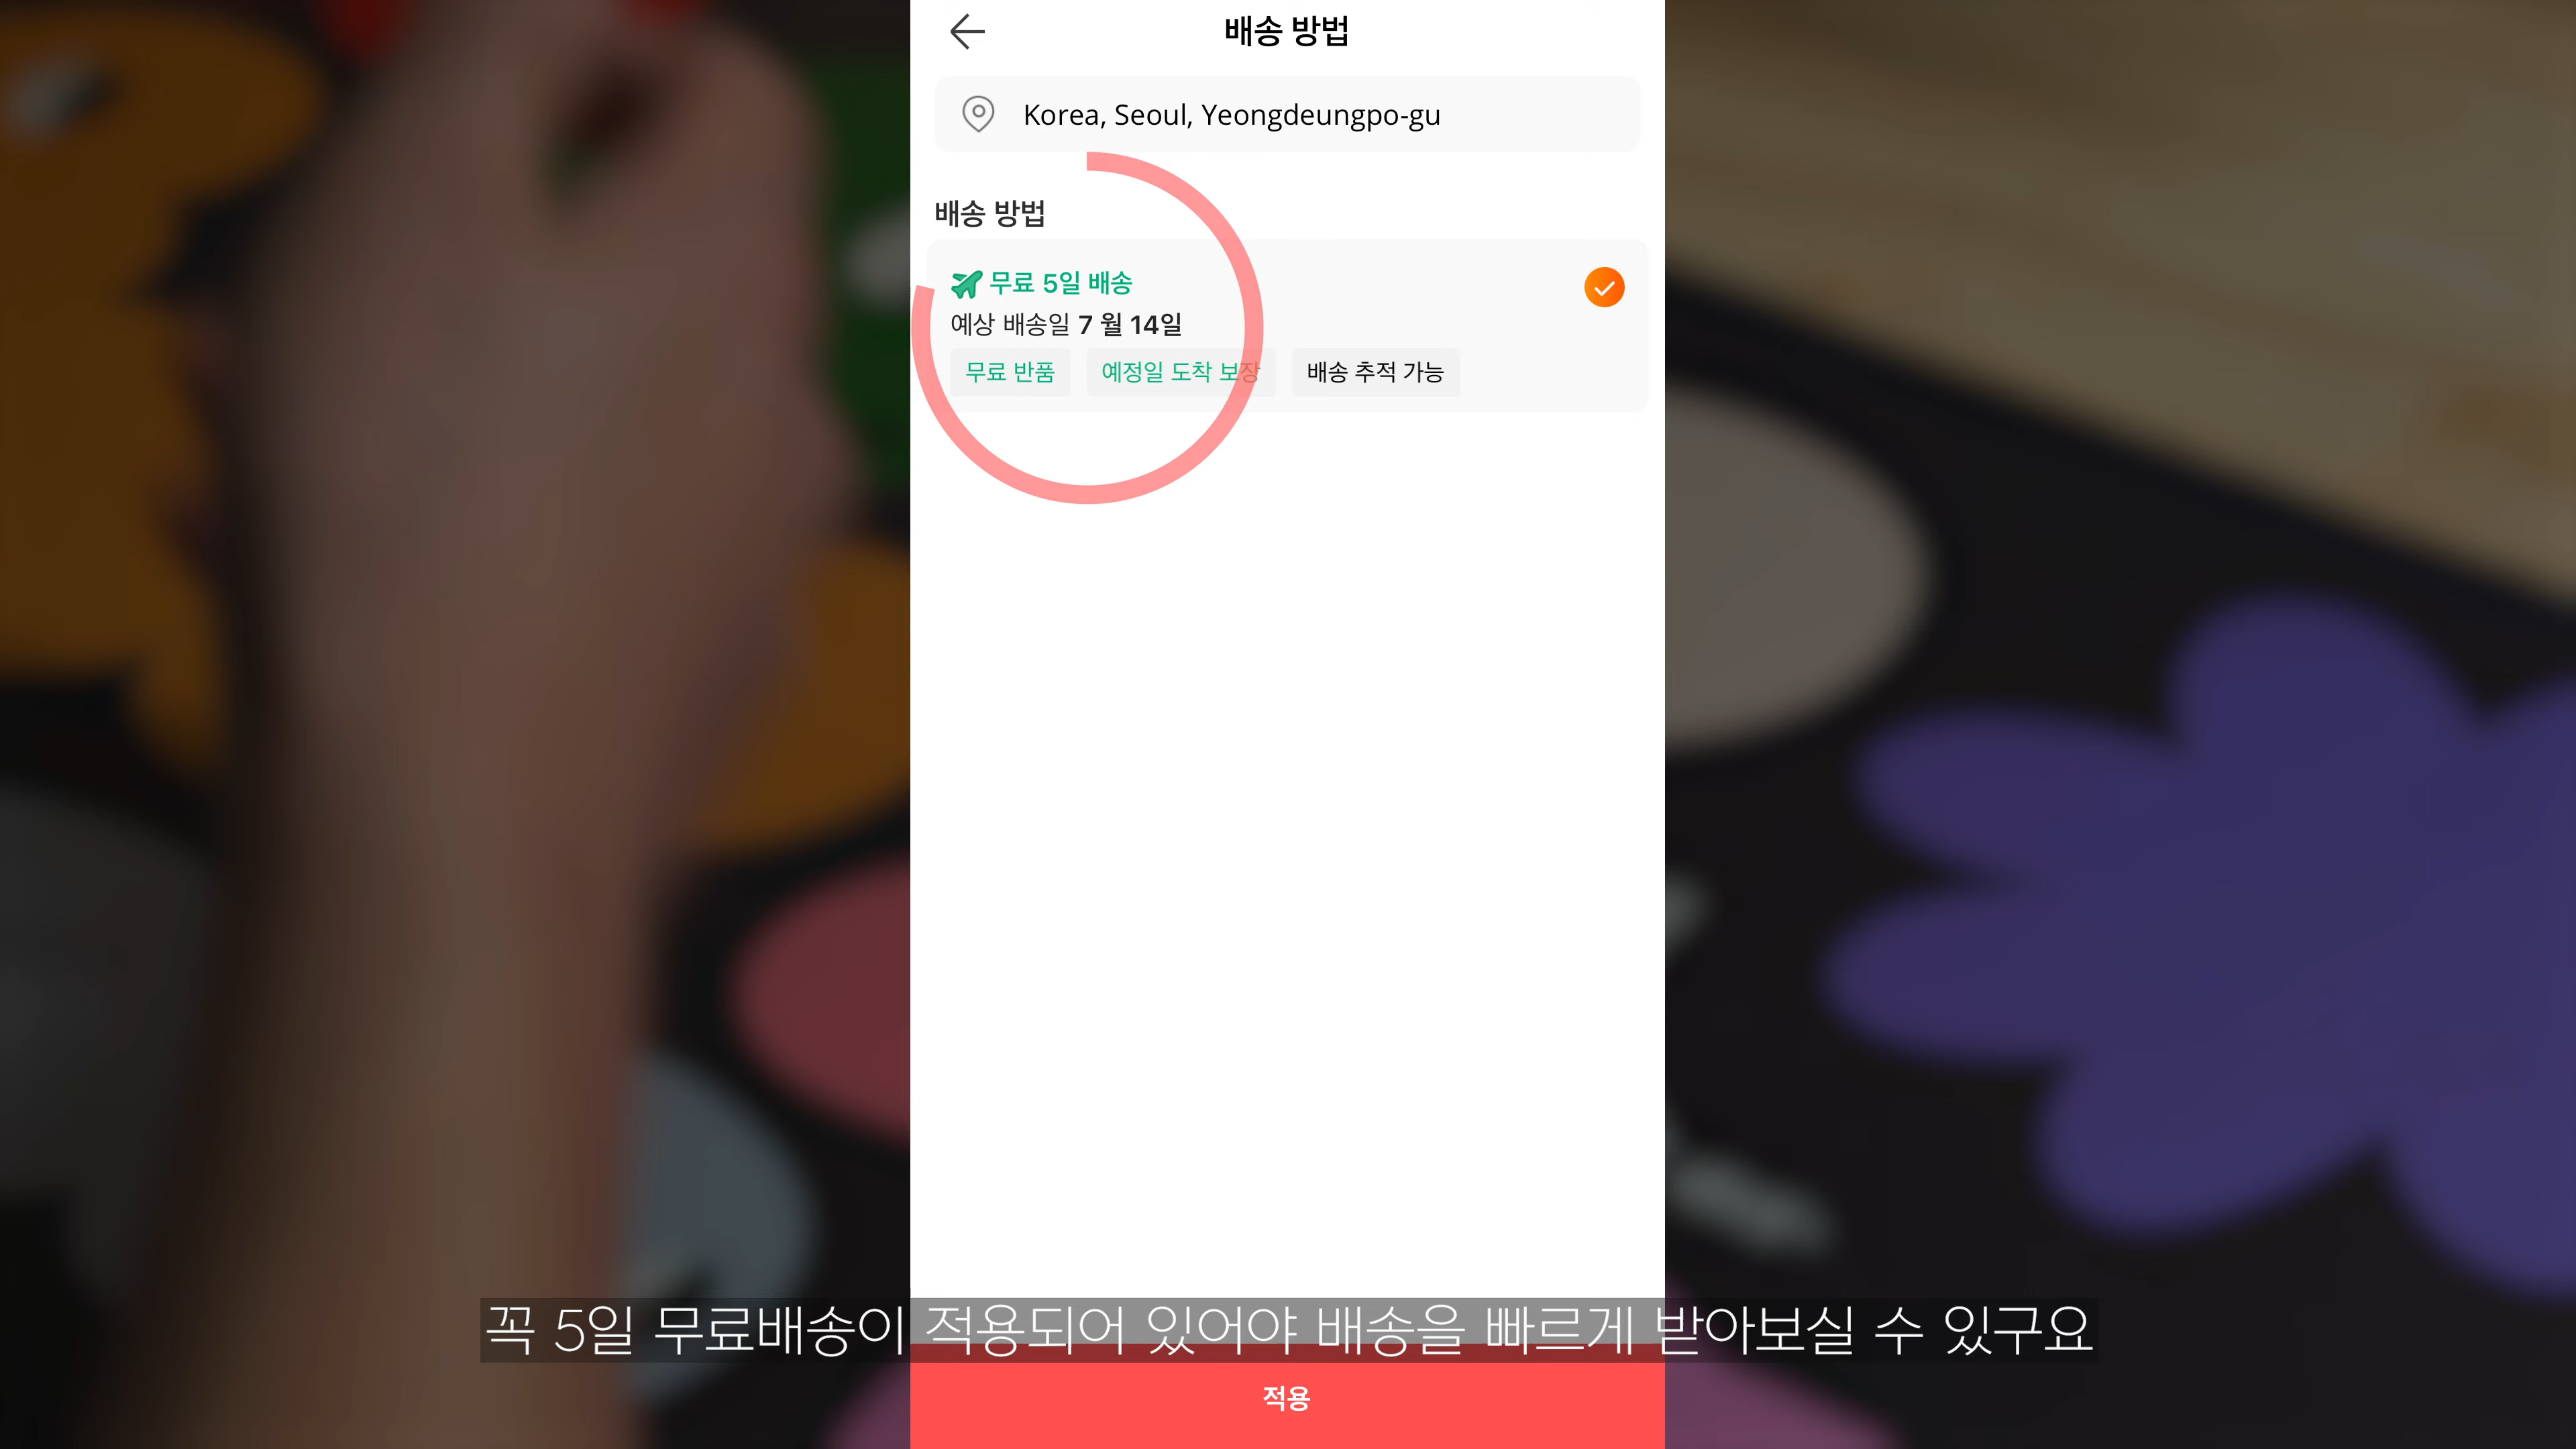 배송 방법
Korea, Seoul, Yeongdeungpo-gu
배송 방법
무료 5일 배송
예상 배송일 7 월 14일
무료 반품 예정일 도착 보장 배송 추적 가능
꼭 5일 무료배송이 적용되어 있어야 배송을 빠르게 받아보실 수 있구요
적용